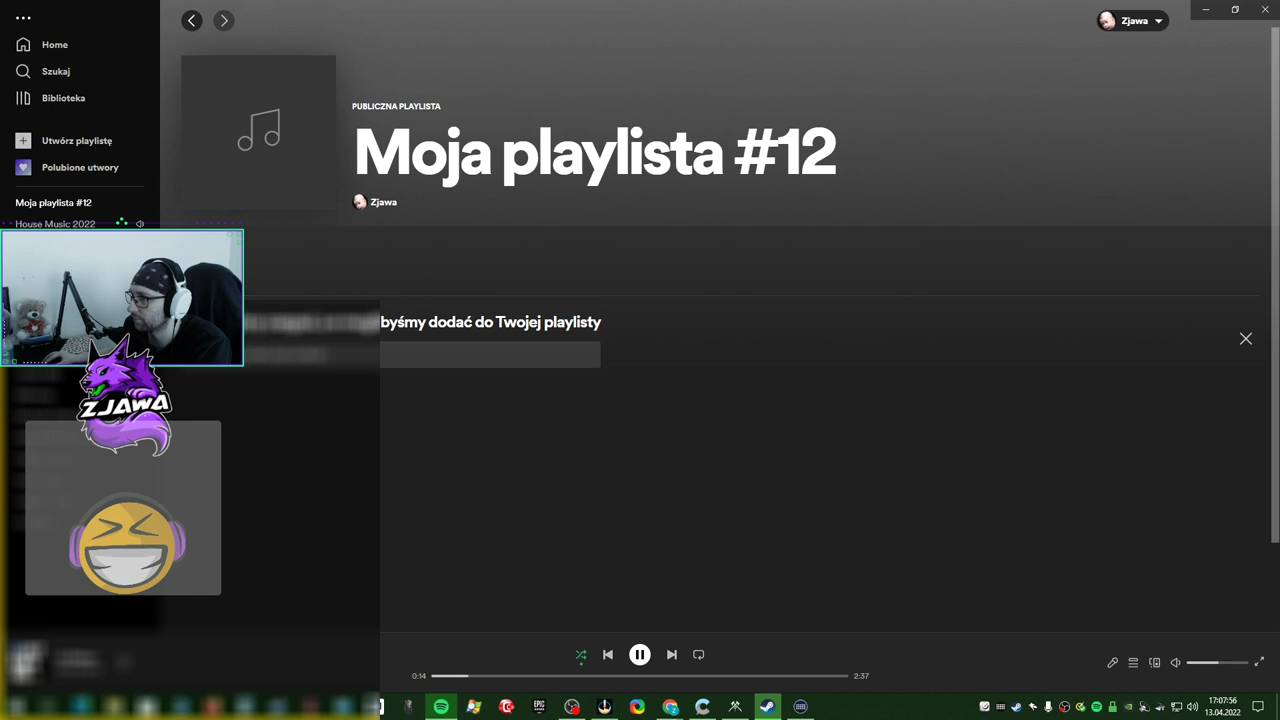 Zjawa
Home
Szukaj
Biblioteka
Utwórz playlistę
Polubione utwory
Moja playlista #12
House Music 2022
PUBLICZNA PLAYLISTA
Moja playlista #12
Zjawa
byśmy dodać do Twojej playlisty
ZJAWA
0:14
2:37
17:07:56
13.04.2022